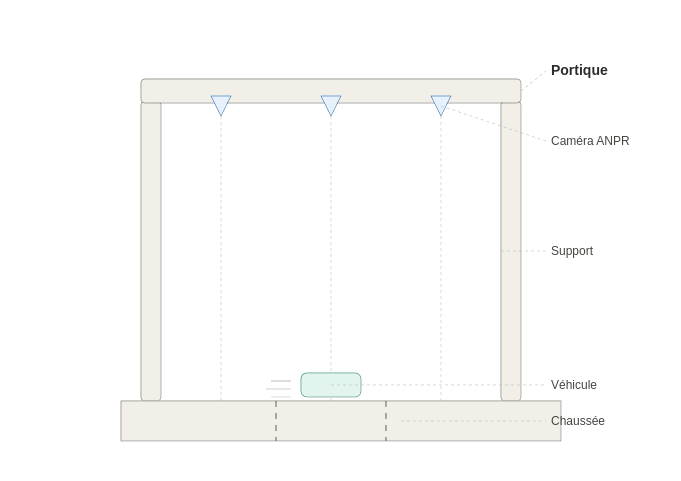 Portique
Caméra ANPR
Support
Véhicule
Chaussée